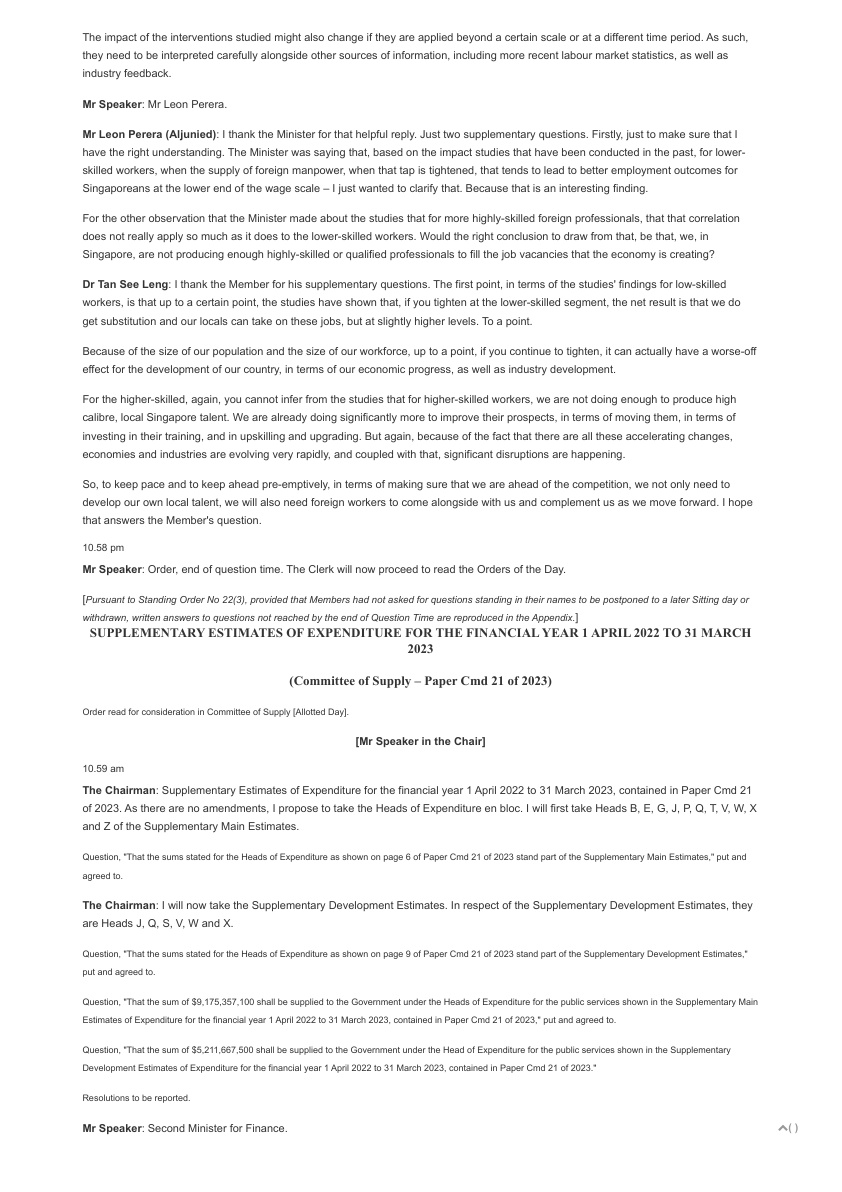 The impact of the interventions studied might also change if they are applied beyond a certain scale or at a different time period. As such,
they need to be interpreted carefully alongside other sources of information, including more recent labour market statistics, as well as
industry feedback.
Mr Speaker: Mr Leon Perera.
Mr Leon Perera (Aljunied): I thank the Minister for that helpful reply. Just two supplementary questions. Firstly, just to make sure that I
have the right understanding. The Minister was saying that, based on the impact studies that have been conducted in the past, for lower-
skilled workers, when the supply of foreign manpower, when that tap is tightened, that tends to lead to better employment outcomes for
Singaporeans at the lower end of the wage scale – I just wanted to clarify that. Because that is an interesting finding.
For the other observation that the Minister made about the studies that for more highly-skilled foreign professionals, that that correlation
does not really apply so much as it does to the lower-skilled workers. Would the right conclusion to draw from that, be that, we, in
Singapore, are not producing enough highly-skilled or qualified professionals to fill the job vacancies that the economy is creating?
Dr Tan See Leng: I thank the Member for his supplementary questions. The first point, in terms of the studies' findings for low-skilled
workers, is that up to a certain point, the studies have shown that, if you tighten at the lower-skilled segment, the net result is that we do
get substitution and our locals can take on these jobs, but at slightly higher levels. To a point.
Because of the size of our population and the size of our workforce, up to a point, if you continue to tighten, it can actually have a worse-off
effect for the development of our country, in terms of our economic progress, as well as industry development.
For the higher-skilled, again, you cannot infer from the studies that for higher-skilled workers, we are not doing enough to produce high
calibre, local Singapore talent. We are already doing significantly more to improve their prospects, in terms of moving them, in terms of
investing in their training, and in upskilling and upgrading. But again, because of the fact that there are all these accelerating changes,
economies and industries are evolving very rapidly, and coupled with that, significant disruptions are happening.
So, to keep pace and to keep ahead pre-emptively, in terms of making sure that we are ahead of the competition, we not only need to
develop our own local talent, we will also need foreign workers to come alongside with us and complement us as we move forward. I hope
that answers the Member's question.
10.58 pm
Mr Speaker: Order, end of question time. The Clerk will now proceed to read the Orders of the Day.
[Pursuant to Standing Order No 22(3), provided that Members had not asked for questions standing in their names to be postponed to a later Sitting day or
withdrawn, written answers to questions not reached by the end of Question Time are reproduced in the Appendix.]
SUPPLEMENTARY ESTIMATES OF EXPENDITURE FOR THE FINANCIAL YEAR 1 APRIL 2022 TO 31 MARCH
2023
(Committee of Supply – Paper Cmd 21 of 2023)
Order read for consideration in Committee of Supply [Allotted Day].
[Mr Speaker in the Chair]
10.59 am
The Chairman: Supplementary Estimates of Expenditure for the financial year 1 April 2022 to 31 March 2023, contained in Paper Cmd 21
of 2023. As there are no amendments, I propose to take the Heads of Expenditure en bloc. I will first take Heads B, E, G, J, P, Q, T, V, W, X
and Z of the Supplementary Main Estimates.
Question, "That the sums stated for the Heads of Expenditure as shown on page 6 of Paper Cmd 21 of 2023 stand part of the Supplementary Main Estimates," put and
agreed to.
The Chairman: I will now take the Supplementary Development Estimates. In respect of the Supplementary Development Estimates, they
are Heads J, Q, S, V, W and X.
Question, "That the sums stated for the Heads of Expenditure as shown on page 9 of Paper Cmd 21 of 2023 stand part of the Supplementary Development Estimates,"
put and agreed to.
Question, "That the sum of $9,175,357,100 shall be supplied to the Government under the Heads of Expenditure for the public services shown in the Supplementary Main
Estimates of Expenditure for the financial year 1 April 2022 to 31 March 2023, contained in Paper Cmd 21 of 2023," put and agreed to.
Question, "That the sum of $5,211,667,500 shall be supplied to the Government under the Head of Expenditure for the public services shown in the Supplementary
Development Estimates of Expenditure for the financial year 1 April 2022 to 31 March 2023, contained in Paper Cmd 21 of 2023."
Resolutions to be reported.
Mr Speaker: Second Minister for Finance.
( )